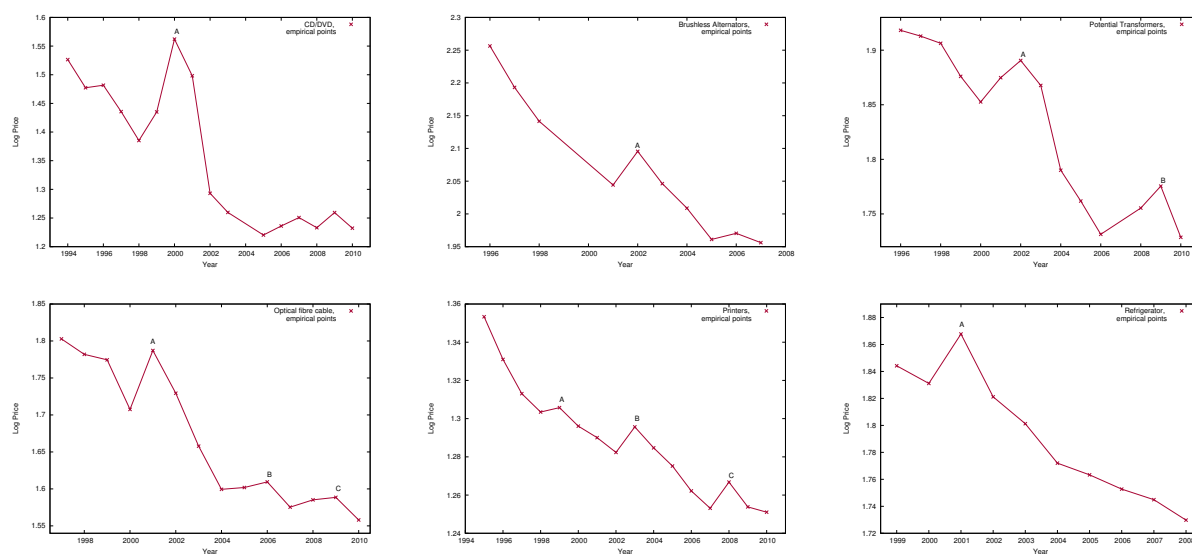 CD/DVD,
empirical points
A
1.6
1.55
1.5
1.45
1.4
1.35
1.3
1.25
1.2
Log Price
1994 1996 1998 2000 2002 2004 2006 2008 2010
Year
Brushless Alternators,
empirical points
A
2.3
2.25
2.2
2.15
2.1
2.05
2
1.95
Log Price
1996 1998 2000 2002 2004 2006 2008
Year
Potential Transformers,
empirical points
A
B
1.9
1.85
1.8
1.75
Log Price
1996 1998 2000 2002 2004 2006 2008 2010
Year
Optical fibre cable,
empirical points
A
B
C
1.85
1.8
1.75
1.7
1.65
1.6
1.55
Log Price
1998 2000 2002 2004 2006 2008 2010
Year
Printers,
empirical points
A
B
C
1.36
1.34
1.32
1.3
1.28
1.26
1.24
Log Price
1994 1996 1998 2000 2002 2004 2006 2008 2010
Year
Refrigerator,
empirical points
A
1.88
1.86
1.84
1.82
1.8
1.78
1.76
1.74
1.72
Log Price
1999 2000 2001 2002 2003 2004 2005 2006 2007 2008
Year